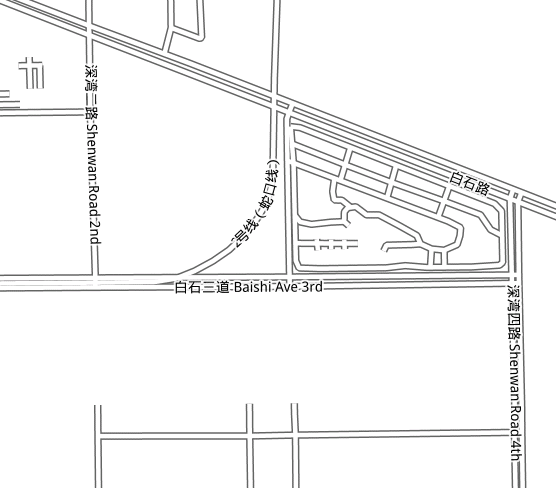 深湾二路 Shenwan Road 2nd
2号线 (蛇口线)
白石路
白石三道 Baishi Ave 3rd
深湾四路 Shenwan Road 4th